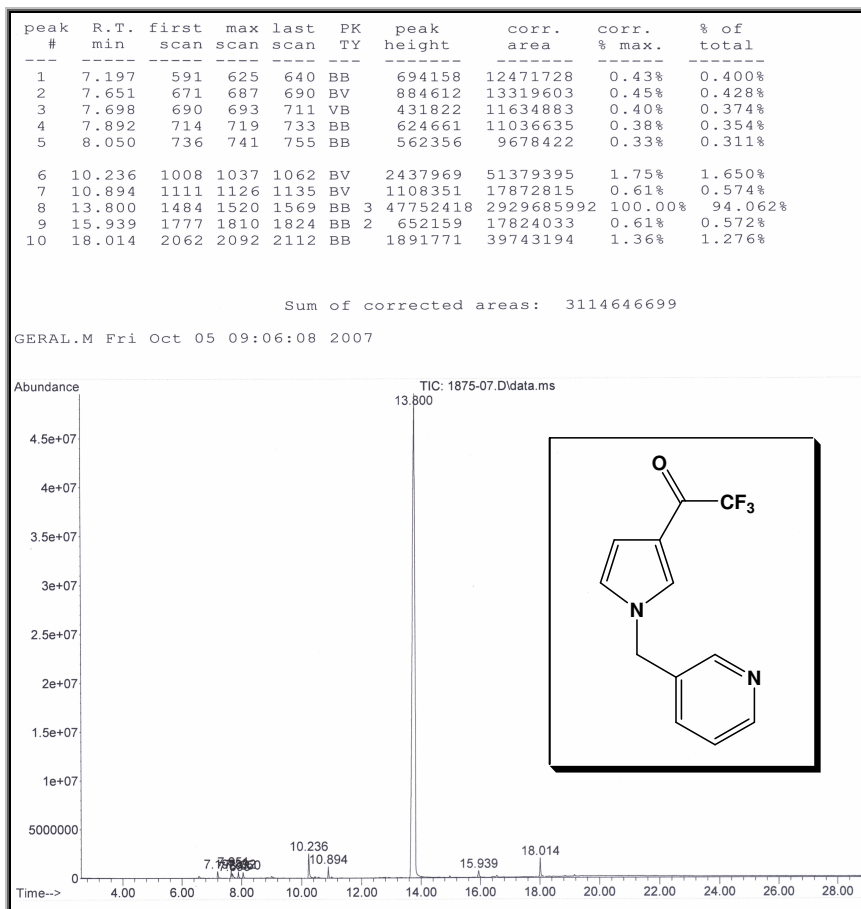 peak R.T. first max last PK peak corr. corr. % of
# min scan scan scan TY height area % max. total
--- ----- ----- ---- ---- --- ------- ------- ------ -------
1 7.197 591 625 640 BB 694158 12471728 0.43% 0.400%
2 7.651 671 687 690 BV 884612 13319603 0.45% 0.428%
3 7.698 690 693 711 VB 431822 11634883 0.40% 0.374%
4 7.892 714 719 733 BB 624661 11036635 0.38% 0.354%
5 8.050 736 741 755 BB 562356 9678422 0.33% 0.311%
6 10.236 1008 1037 1062 BV 2437969 51379395 1.75% 1.650%
7 10.894 1111 1126 1135 BV 1108351 17872815 0.61% 0.574%
8 13.800 1484 1520 1569 BB 3 47752418 2929685992 100.00% 94.062%
9 15.939 1777 1810 1824 BB 2 652159 17824033 0.61% 0.572%
10 18.014 2062 2092 2112 BB 1891771 39743194 1.36% 1.276%
Sum of corrected areas: 3114646699
GERAL.M Fri Oct 05 09:06:08 2007
Abundance
TIC: 1875-07.D\data.ms
13.800
4.5e+07
4e+07
3.5e+07
3e+07
2.5e+07
2e+07
1.5e+07
1e+07
5000000
0
O
CF3
N
N
10.236
10.894
15.939
18.014
Time-->
4.00 6.00 8.00 10.00 12.00 14.00 16.00 18.00 20.00 22.00 24.00 26.00 28.00